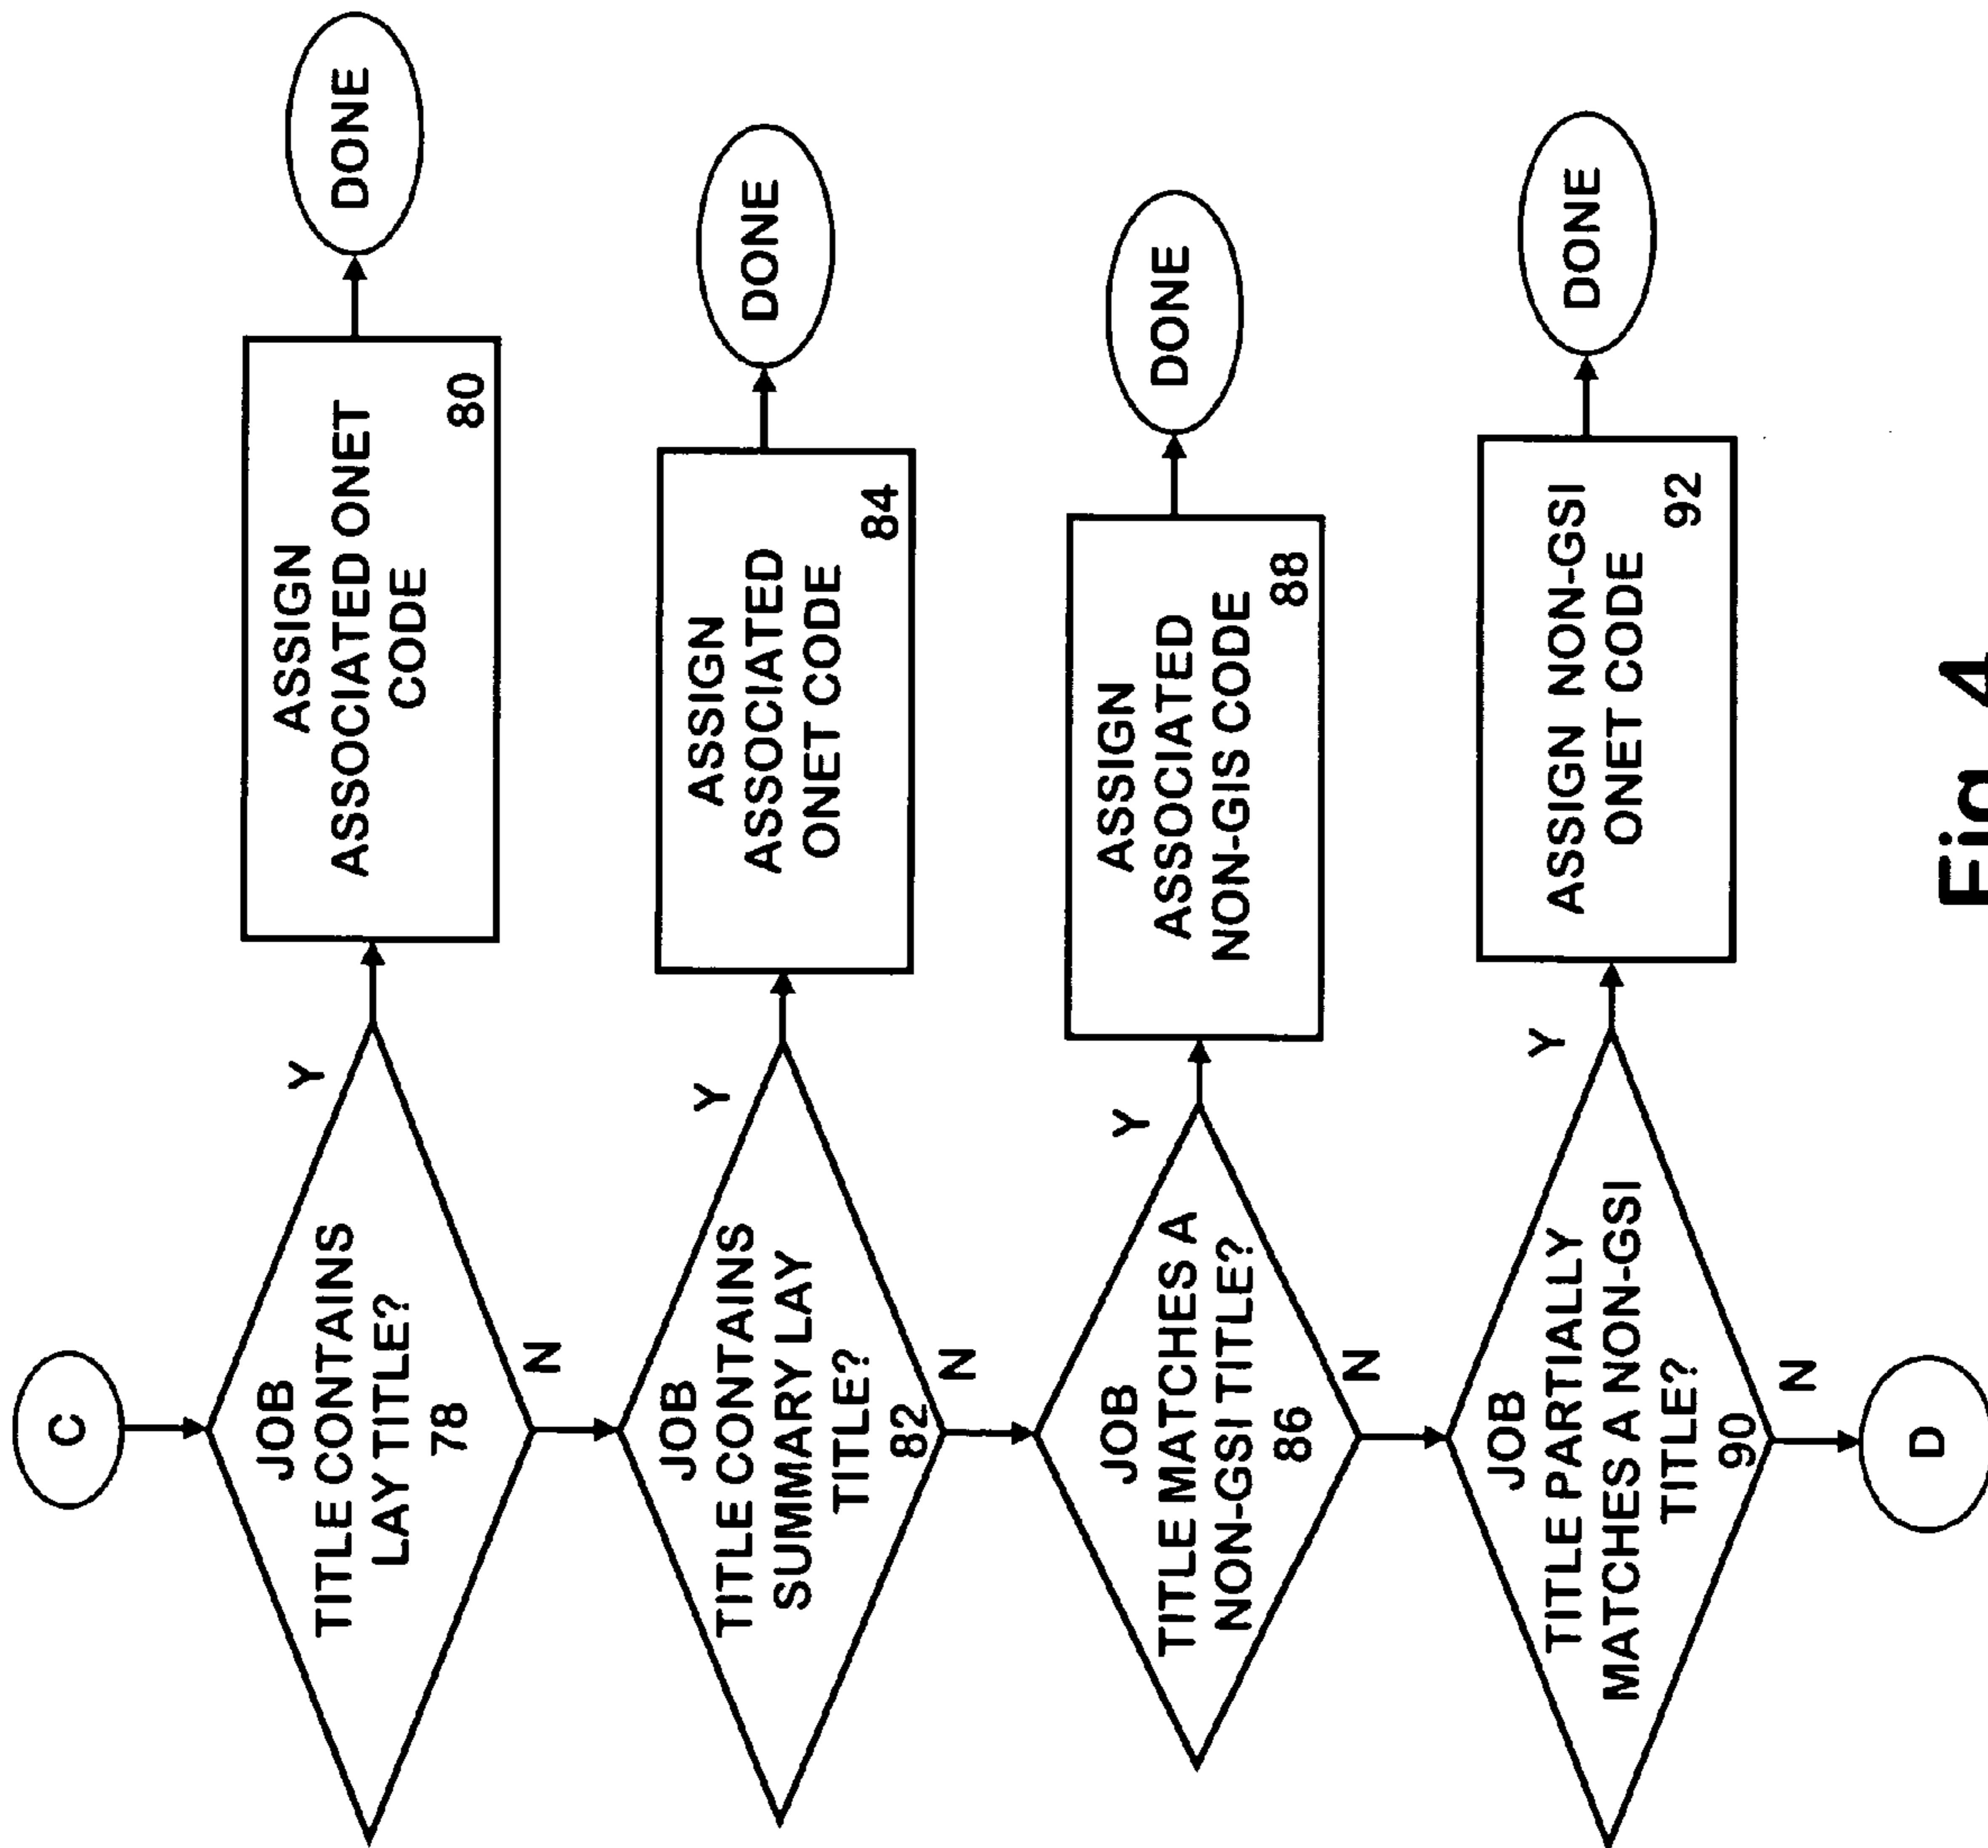 C
JOB
TITLE CONTAINS
LAY TITLE?
78
Y
N
ASSIGN
ASSOCIATED ONET
CODE
80
DONE
JOB
TITLE CONTAINS
SUMMARY LAY
TITLE?
82
Y
N
ASSIGN
ASSOCIATED
ONET CODE
84
DONE
JOB
TITLE MATCHES A
NON-GSI TITLE?
86
Y
N
ASSIGN
ASSOCIATED
NON-GIS CODE
88
DONE
JOB
TITLE PARTIALLY
MATCHES A NON-GSI
TITLE?
90
Y
N
ASSIGN NON-GSI
ONET CODE
92
DONE
D
Fig. 4